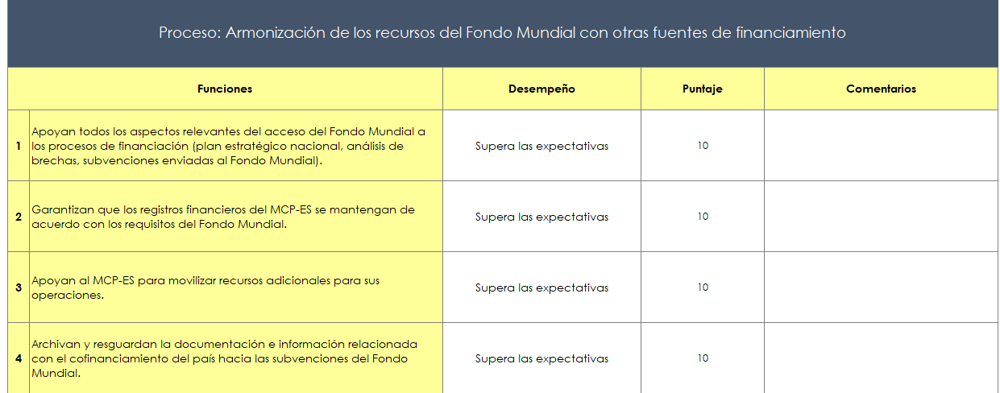 Proceso: Armonización de los recursos del Fondo Mundial con otras fuentes de financiamiento
Funciones Desempeño Puntaje Comentarios
1 Apoyan todos los aspectos relevantes del acceso del Fondo Mundial a
los procesos de financiación (plan estratégico nacional, análisis de
brechas, subvenciones enviadas al Fondo Mundial).
Supera las expectativas 10
2 Garantizan que los registros financieros del MCP-ES se mantengan de
acuerdo con los requisitos del Fondo Mundial.
Supera las expectativas 10
3 Apoyan al MCP-ES para movilizar recursos adicionales para sus
operaciones.
Supera las expectativas 10
4 Archivan y resguardan la documentación e información relacionada
con el cofinanciamiento del país hacia las subvenciones del Fondo
Mundial.
Supera las expectativas 10